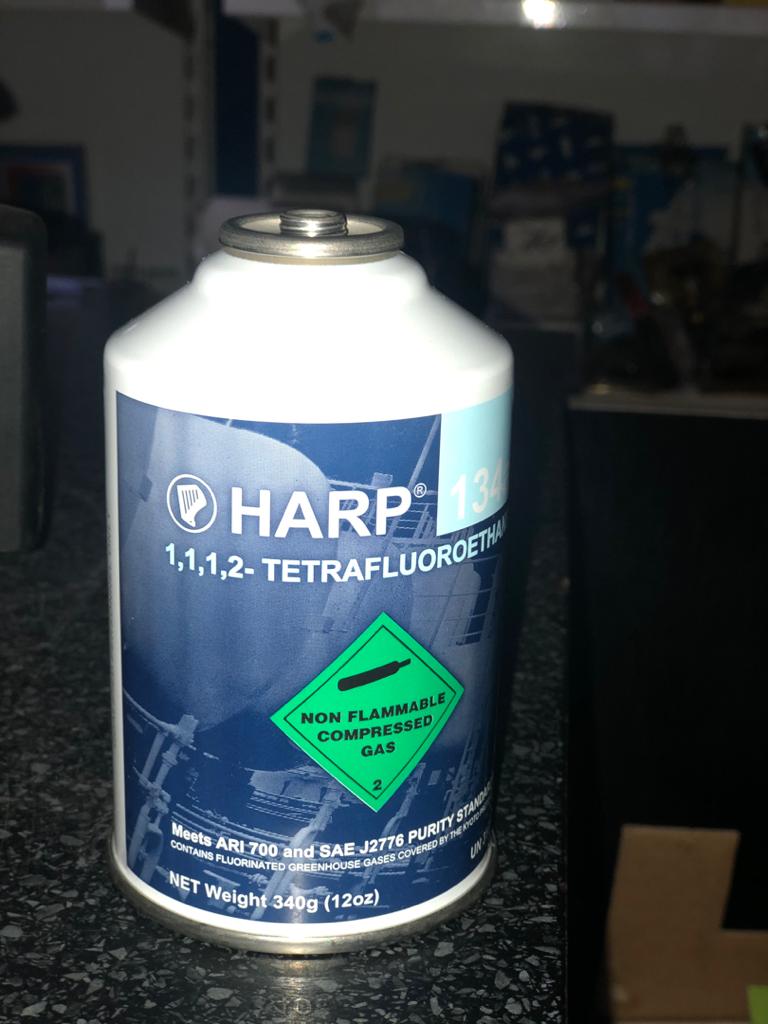 HARP®
134
1,1,1,2- TETRAFLUOROETHAN
NON FLAMMABLE
COMPRESSED
GAS
2
Meets ARI 700 and SAE J2776 PURITY STANDA
CONTAINS FLUORINATED GREENHOUSE GASES COVERED BY THE KYOTO
UN
NET Weight 340g (12oz)